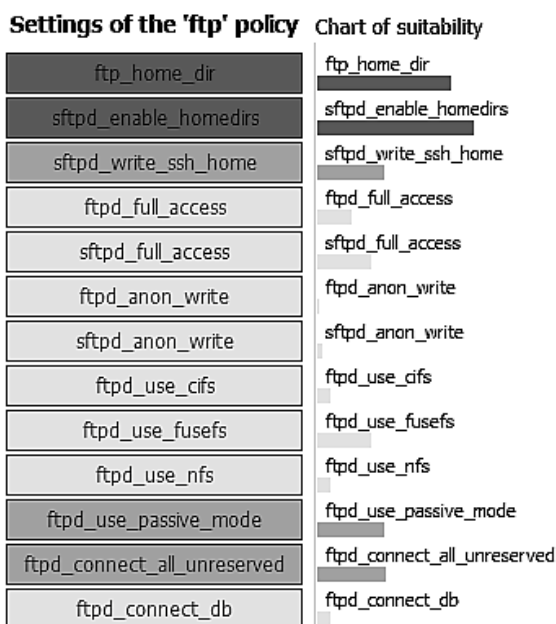 Settings of the 'ftp' policy
Chart of suitability
ftp_home_dir
ftp_home_dir
sftpd_enable_homedirs
sftpd_enable_homedirs
sftpd_write_ssh_home
sftpd_write_ssh_home
ftpd_full_access
ftpd_full_access
sftpd_full_access
sftpd_full_access
ftpd_anon_write
ftpd_anon_write
sftpd_anon_write
sftpd_anon_write
ftpd_use_cifs
ftpd_use_cifs
ftpd_use_fusefs
ftpd_use_fusefs
ftpd_use_nfs
ftpd_use_nfs
ftpd_use_passive_mode
ftpd_use_passive_mode
ftpd_connect_all_unreserved
ftpd_connect_all_unreserved
ftpd_connect_db
ftpd_connect_db